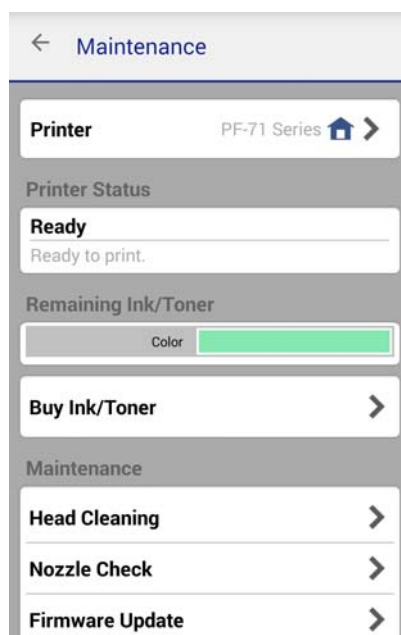 Maintenance
Printer PF-71 Series
Printer Status
Ready
Ready to print.
Remaining Ink/Toner
Color
Buy Ink/Toner
Maintenance
Head Cleaning
Nozzle Check
Firmware Update